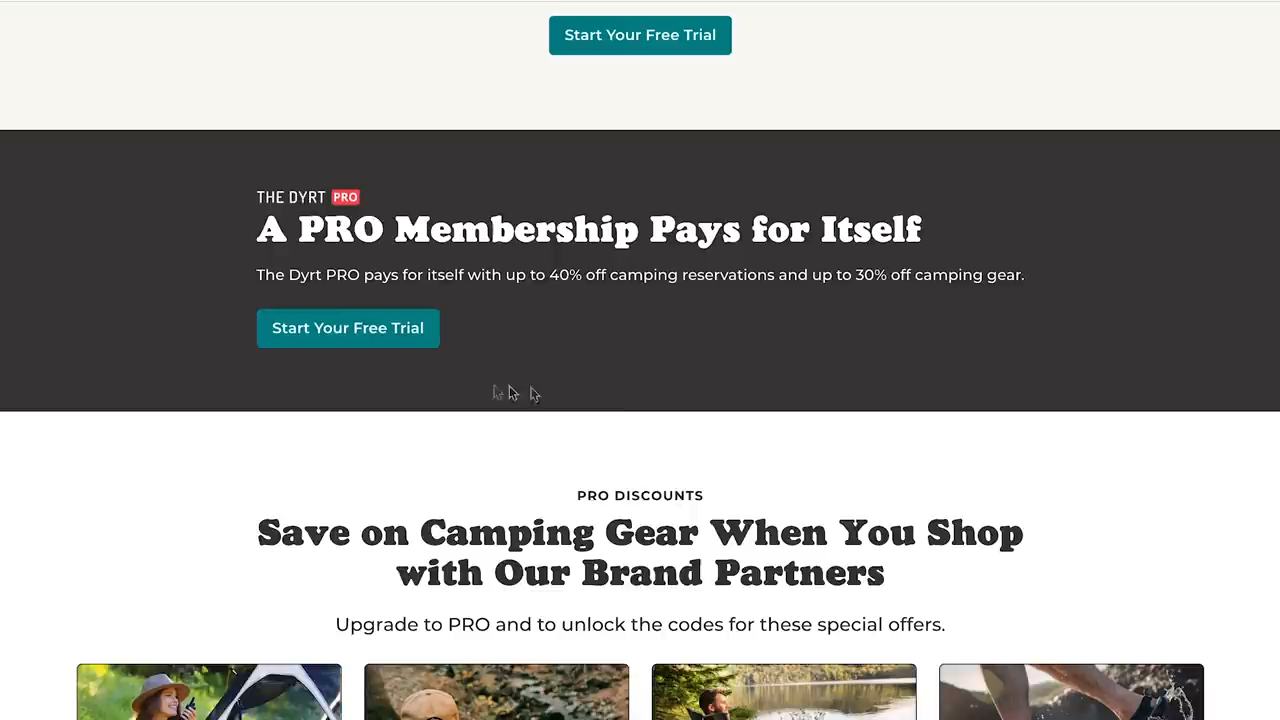 Start Your Free Trial
THE DYRT PRO
A PRO Membership Pays for Itself
The Dyrt PRO pays for itself with up to 40% off camping reservations and up to 30% off camping gear.
Start Your Free Trial
PRO DISCOUNTS
Save on Camping Gear When You Shop
with Our Brand Partners
Upgrade to PRO and to unlock the codes for these special offers.